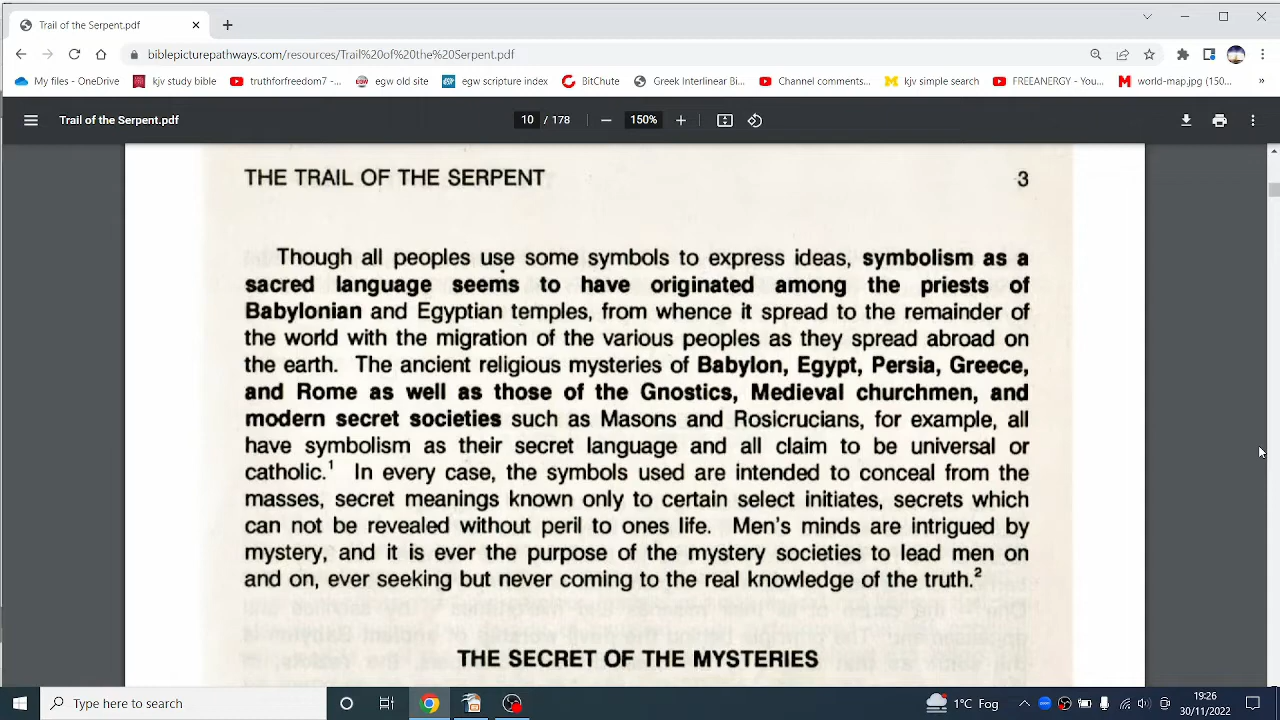 Trail of the Serpent.pdf
biblepicturepathways.com/resources/Trail%20of%20the%20Serpent.pdf
My files - OneDrive
kjv study bible
truthforfreedom7 -...
egw old site
egw scripture index
BitChute
Greek Interlinear Bi...
Channel comments...
kjv simple search
FREEANERGY - You...
world-map.jpg (150...
Trail of the Serpent.pdf
10 / 178
150%
THE TRAIL OF THE SERPENT 3
Though all peoples use some symbols to express ideas, symbolism as a
sacred language seems to have originated among the priests of
Babylonian and Egyptian temples, from whence it spread to the remainder of
the world with the migration of the various peoples as they spread abroad on
the earth. The ancient religious mysteries of Babylon, Egypt, Persia, Greece,
and Rome as well as those of the Gnostics, Medieval churchmen, and
modern secret societies such as Masons and Rosicrucians, for example, all
have symbolism as their secret language and all claim to be universal or
catholic.¹ In every case, the symbols used are intended to conceal from the
masses, secret meanings known only to certain select initiates, secrets which
can not be revealed without peril to ones life. Men's minds are intrigued by
mystery, and it is ever the purpose of the mystery societies to lead men on
and on, ever seeking but never coming to the real knowledge of the truth.²
THE SECRET OF THE MYSTERIES
Type here to search
1°C Fog
19:26
30/11/2022